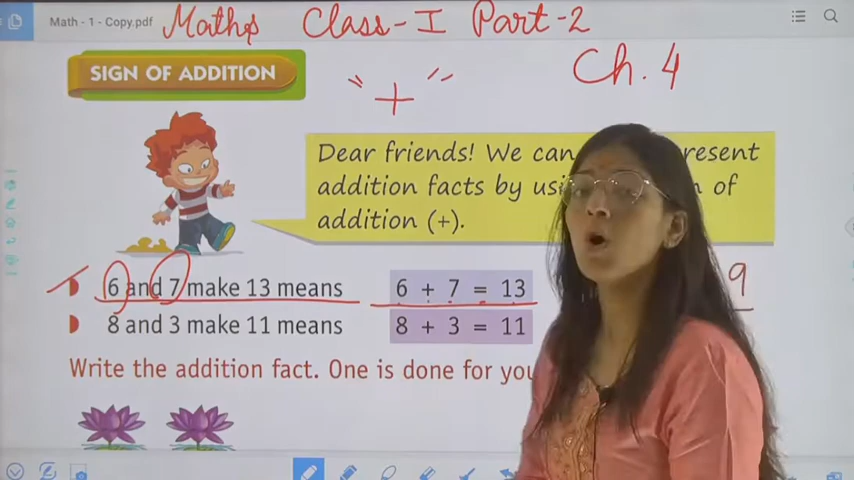 Math - 1 - Copy.pdf
Maths Class-I Part-2
SIGN OF ADDITION
"+"
Ch. 4
Dear friends! We can
addition facts by of
addition (+).
6 and 7 make 13 means 6 + 7 = 13
9
8 and 3 make 11 means 8 + 3 = 11
Write the addition fact. One is done for